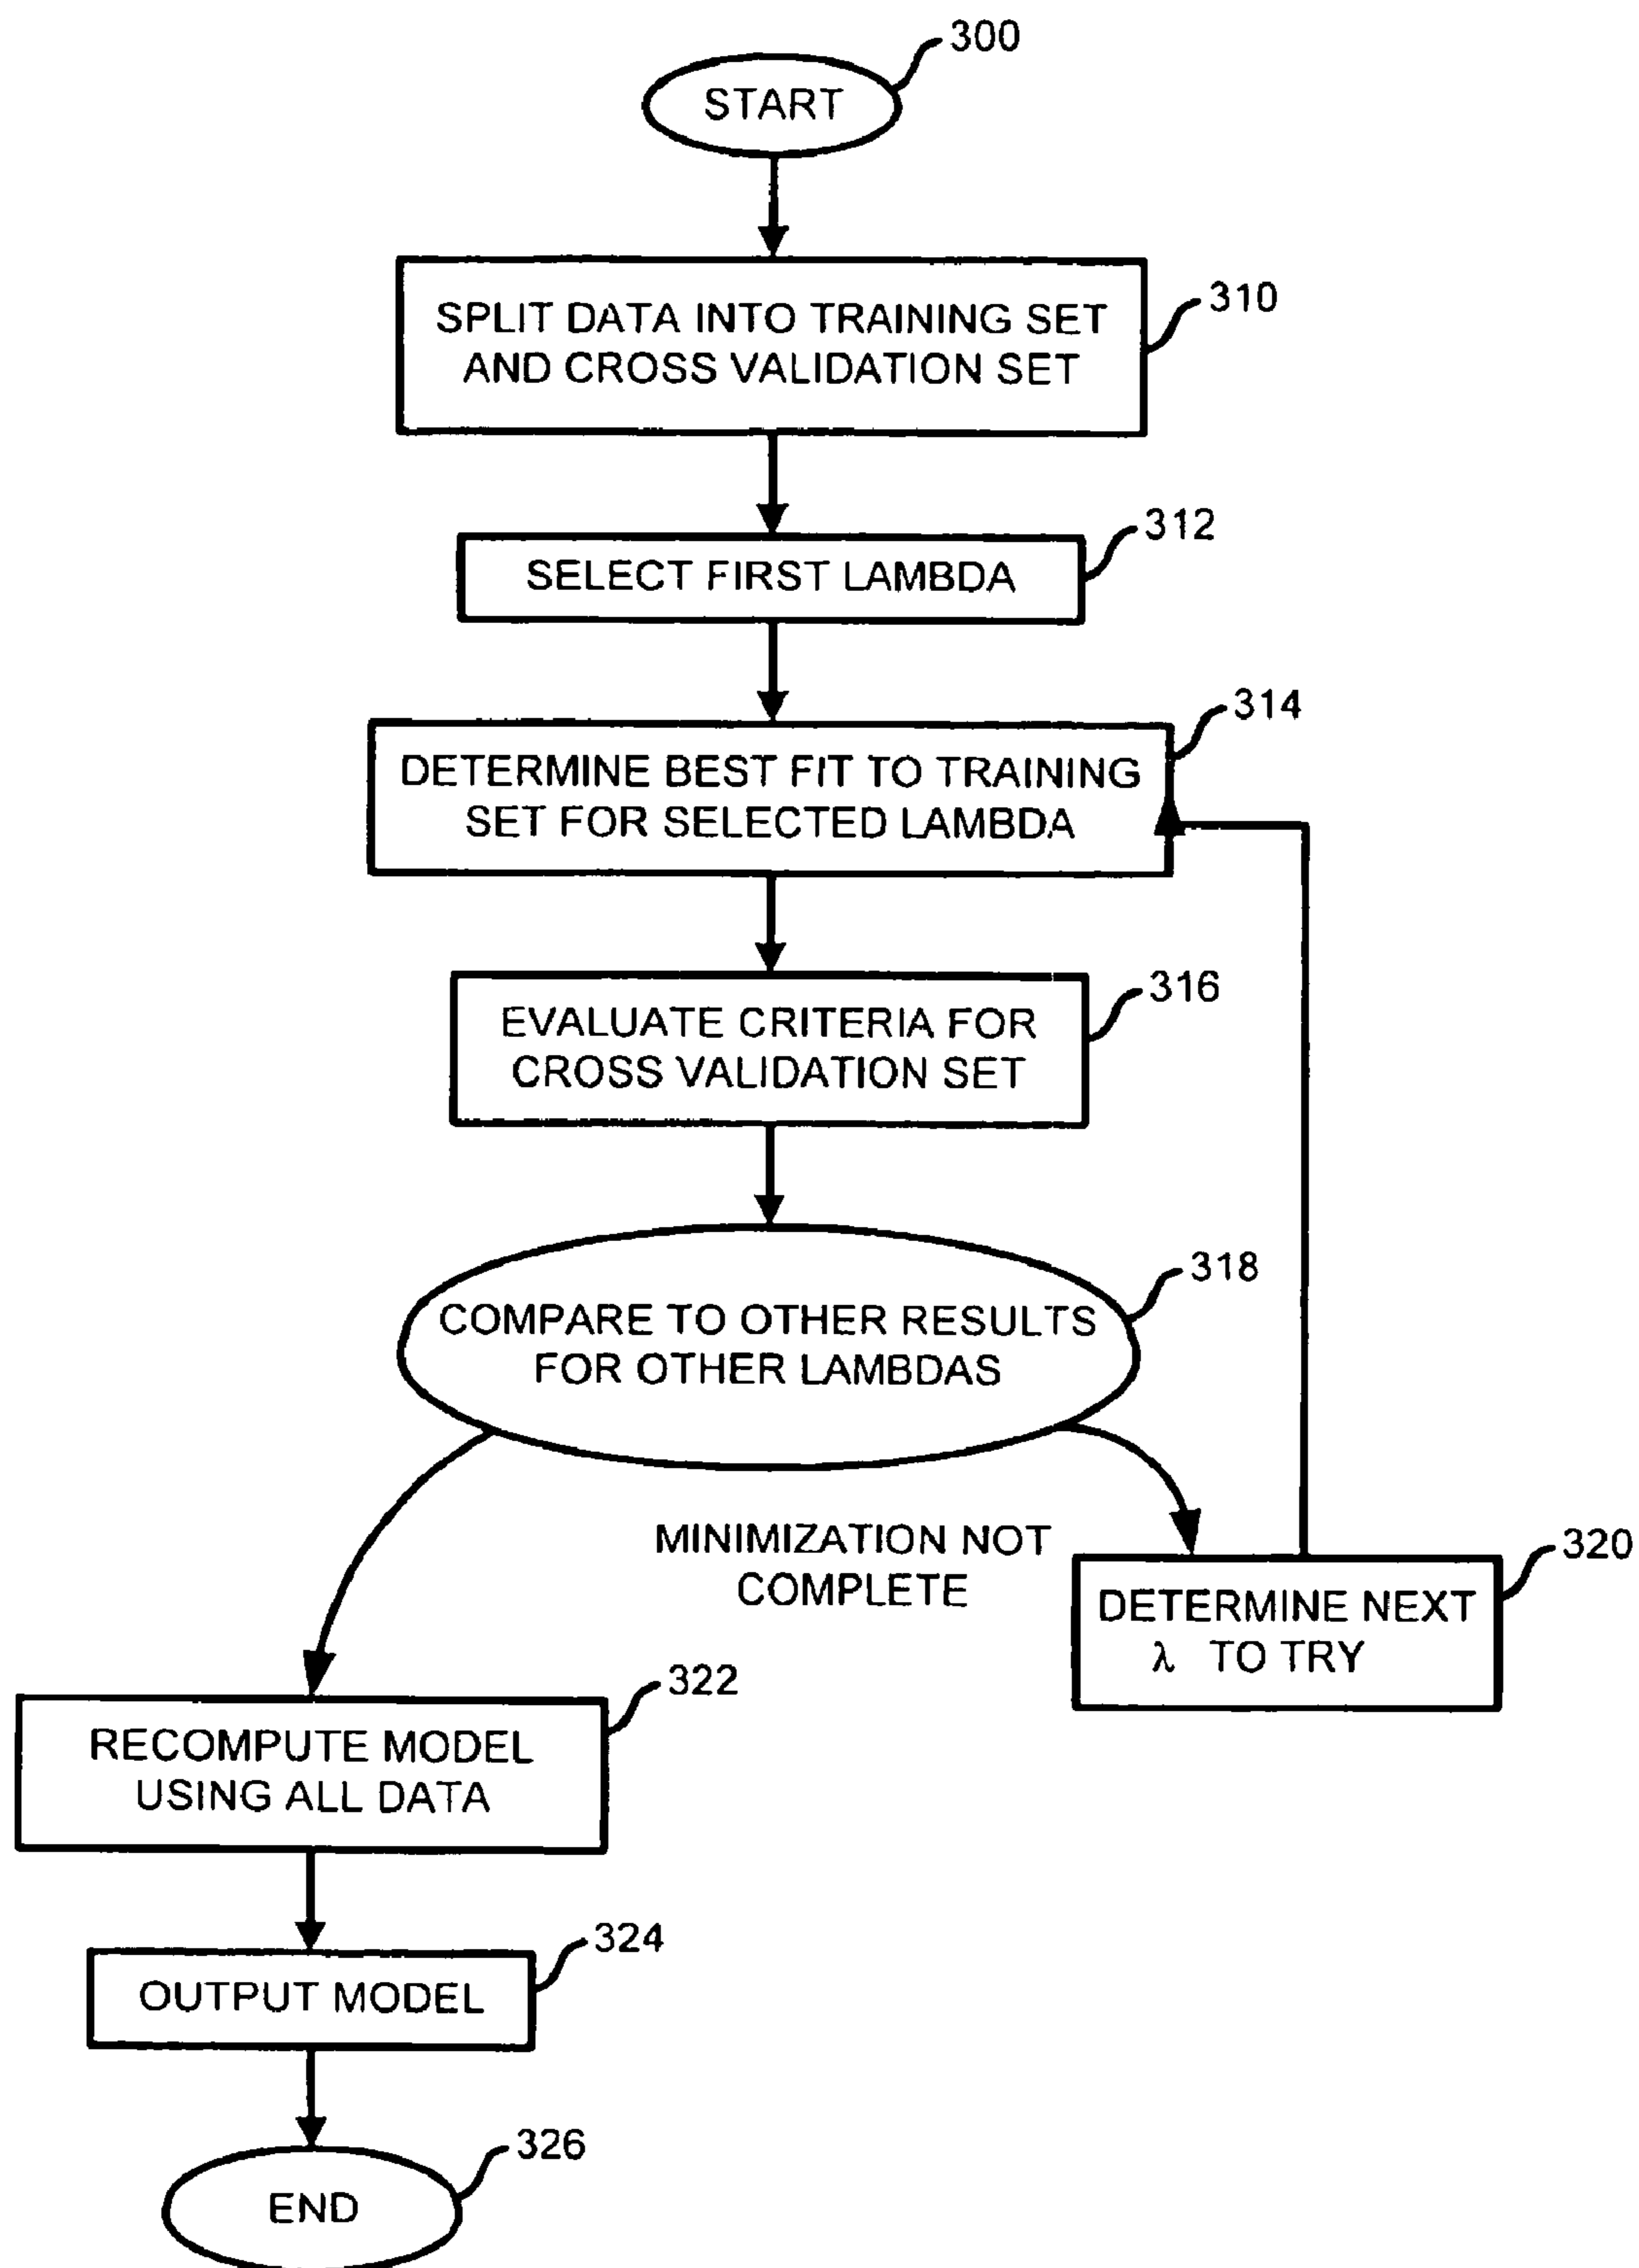 300
START
310
SPLIT DATA INTO TRAINING SET
AND CROSS VALIDATION SET
312
SELECT FIRST LAMBDA
314
DETERMINE BEST FIT TO TRAINING
SET FOR SELECTED LAMBDA
316
EVALUATE CRITERIA FOR
CROSS VALIDATION SET
318
COMPARE TO OTHER RESULTS
FOR OTHER LAMBDAS
MINIMIZATION NOT
COMPLETE
320
DETERMINE NEXT
λ TO TRY
322
RECOMPUTE MODEL
USING ALL DATA
324
OUTPUT MODEL
326
END